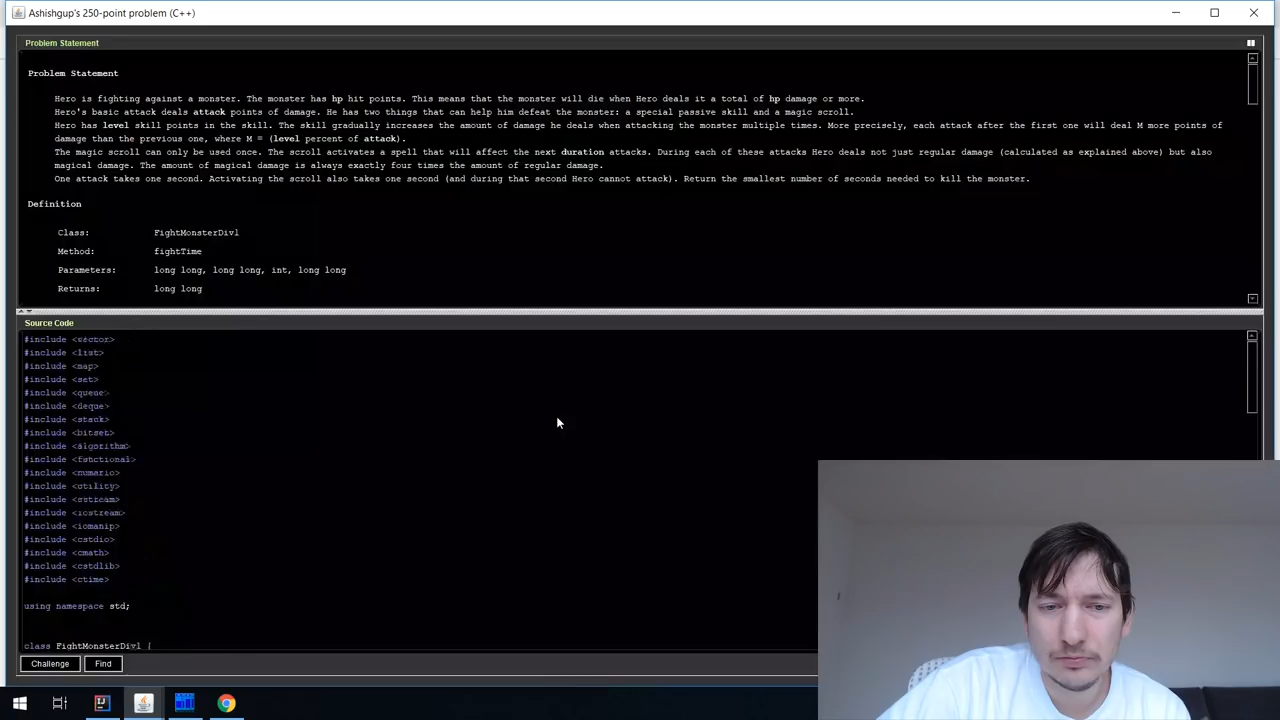 Ashishgup's 250-point problem (C++)
Problem Statement
Problem Statement
Hero is fighting against a monster. The monster has hp hit points. This means that the monster will die when Hero deals it a total of hp damage or more.
Hero's basic attack deals attack points of damage. He has two things that can help him defeat the monster: a special passive skill and a magic scroll.
Hero has level skill points in the skill. The skill gradually increases the amount of damage he deals when attacking the monster multiple times. More precisely, each attack after the first one will deal M more points of
damage than the previous one, where M = (level percent of attack).
The magic scroll can only be used once. The scroll activates a spell that will affect the next duration attacks. During each of these attacks Hero deals not just regular damage (calculated as explained above) but also
magical damage. The amount of magical damage is always exactly four times the amount of regular damage.
One attack takes one second. Activating the scroll also takes one second (and during that second Hero cannot attack). Return the smallest number of seconds needed to kill the monster.
Definition
Class: FightMonsterDiv1
Method: fightTime
Parameters: long long, long long, int, long long
Returns: long long
Source Code
#include <vector>
#include <list>
#include <map>
#include <set>
#include <queue>
#include <deque>
#include <stack>
#include <bitset>
#include <algorithm>
#include <functional>
#include <numeric>
#include <utility>
#include <sstream>
#include <iostream>
#include <iomanip>
#include <cstdio>
#include <cmath>
#include <cstdlib>
#include <ctime>
using namespace std;
class FightMonsterDiv1 {
Challenge Find